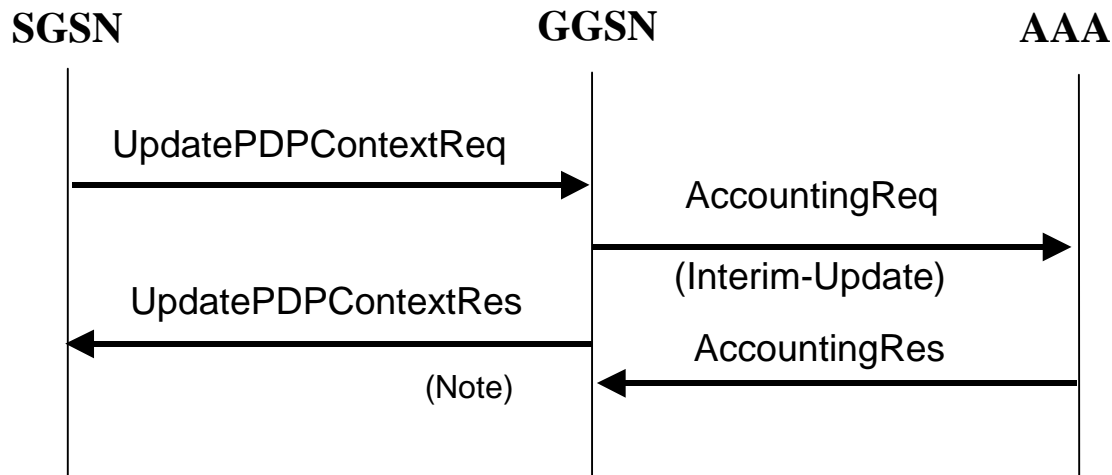 SGSN
GGSN
AAA
UpdatePDPContextReq
AccountingReq
(Interim-Update)
UpdatePDPContextRes
AccountingRes
(Note)